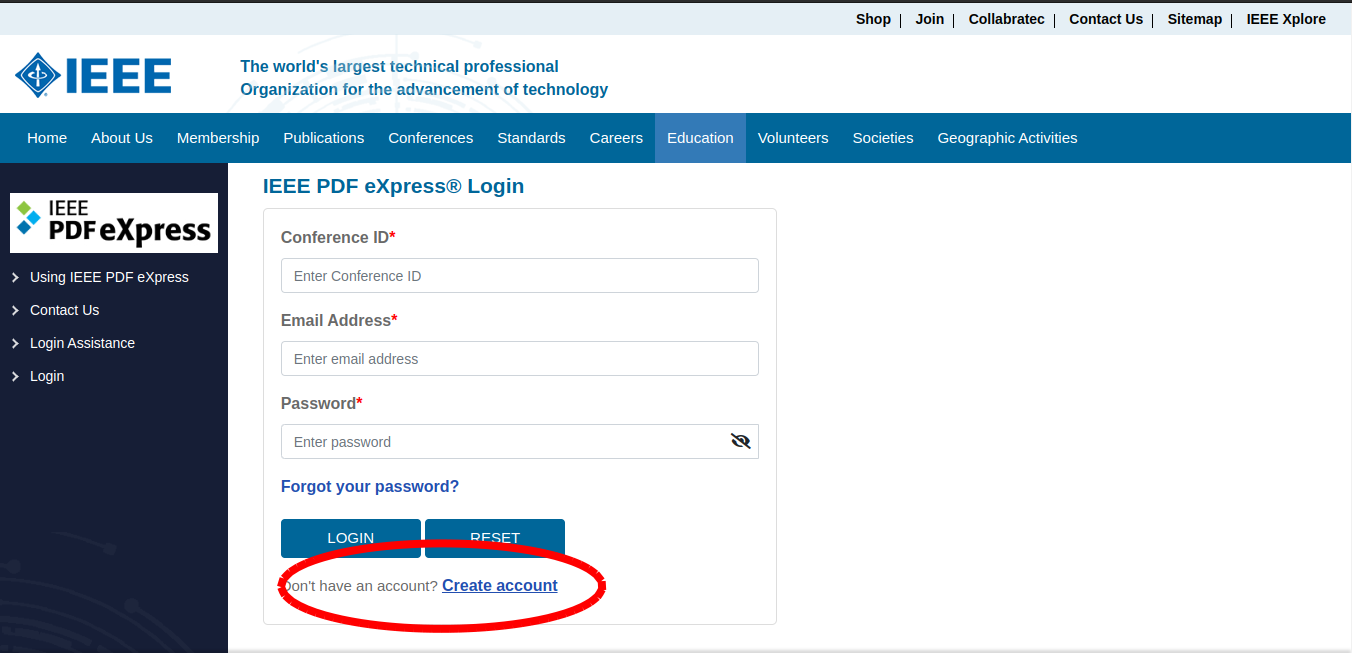 Shop | Join | Collabratec | Contact Us | Sitemap | IEEE Xplore
IEEE
The world's largest technical professional
Organization for the advancement of technology
Home About Us Membership Publications Conferences Standards Careers Education Volunteers Societies Geographic Activities
IEEE
PDF eXpress
Using IEEE PDF eXpress
Contact Us
Login Assistance
Login
IEEE PDF eXpress® Login
Conference ID*
Enter Conference ID
Email Address*
Enter email address
Password*
Enter password
Forgot your password?
LOGIN RESET
Don't have an account? Create account